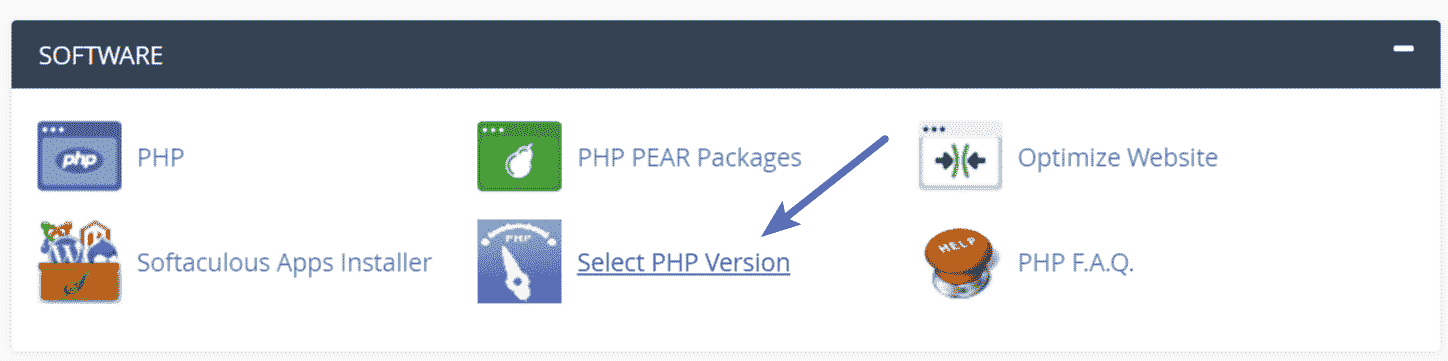 SOFTWARE
php
PHP
PHP PEAR Packages
Optimize Website
Softaculous Apps Installer
PHP
Select PHP Version
HELP
PHP F.A.Q.